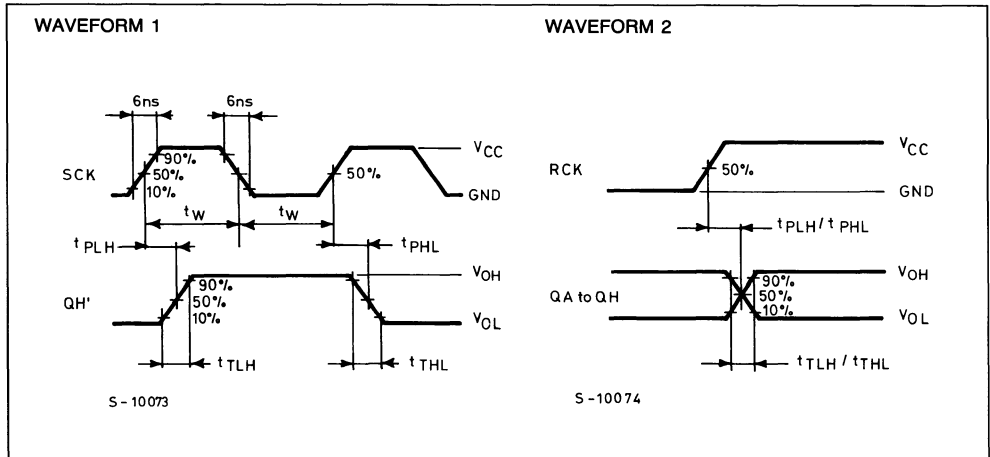 WAVEFORM 1
6ns
6ns
SCK
90%
50%
10%
50%
VCC
GND
tW
tW
tPLH
tPHL
QH'
90%
50%
10%
VOH
VOL
tTLH
tTHL
S-10073
WAVEFORM 2
RCK
50%
VCC
GND
tPLH/tPHL
QA to QH
90%
50%
10%
VOH
VOL
tTLH/tTHL
S-10074